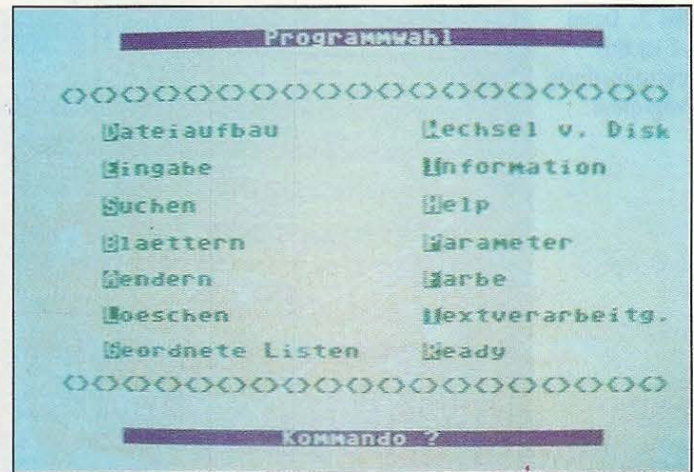 Programmwahl
Dateiaufbau Wechsel v. Disk
Eingabe Information
Suchen Help
Blaettern Parameter
Aendern Farbe
Loeschen Textverarbeitg.
Geordnete Listen Ready
Kommando ?